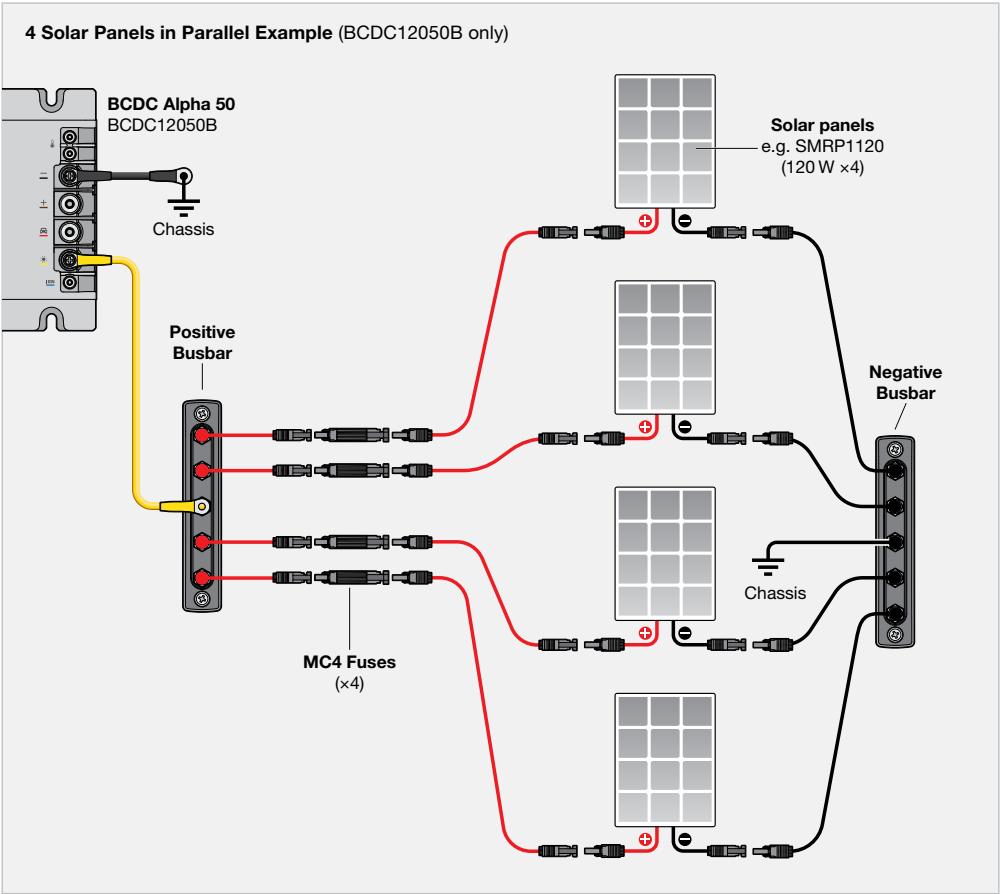 4 Solar Panels in Parallel Example (BCDC12050B only)
BCDC Alpha 50
BCDC12050B
Chassis
Solar panels
e.g. SMRP1120
(120 W ×4)
Positive
Busbar
Negative
Busbar
Chassis
MC4 Fuses
(×4)